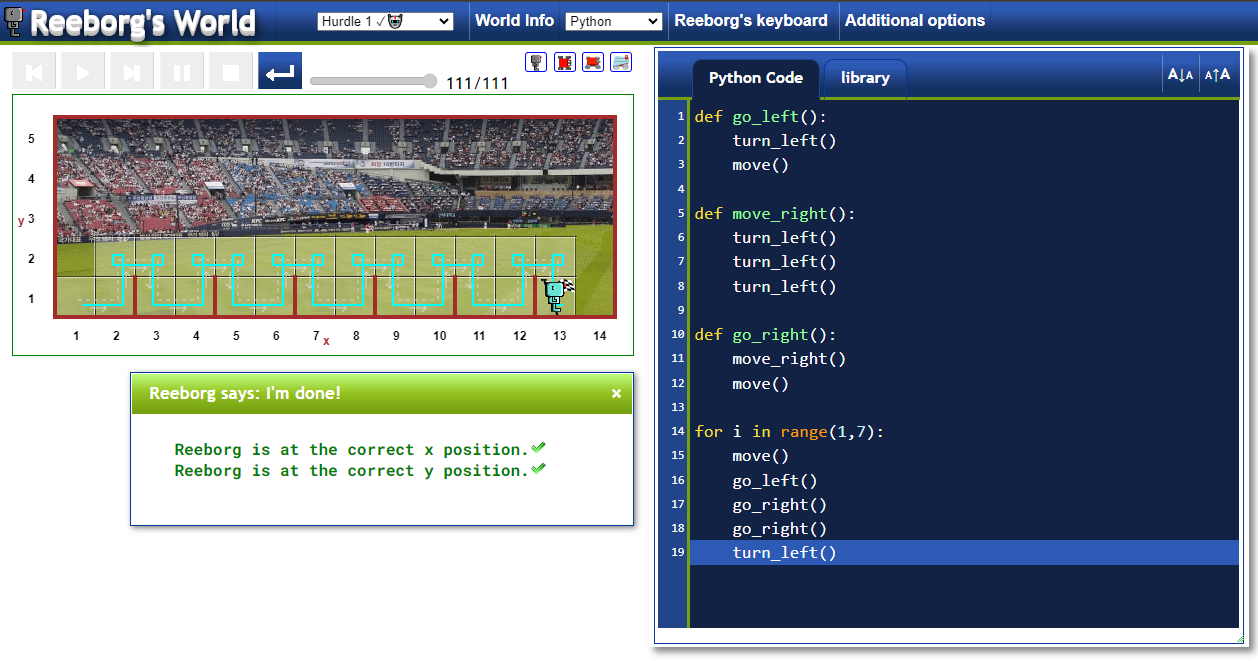 Reeborg's World
Hurdle 1 ✓
World Info
Python
Reeborg's keyboard
Additional options
111/111
5
4
y 3
2
1
1 2 3 4 5 6 7 x 8 9 10 11 12 13 14
Reeborg says: I'm done! ×
Reeborg is at the correct x position.✔
Reeborg is at the correct y position.✔
Python Code
library
A↓A A↑A
1 def go_left():
2     turn_left()
3     move()
4
5 def move_right():
6     turn_left()
7     turn_left()
8     turn_left()
9
10 def go_right():
11     move_right()
12     move()
13
14 for i in range(1,7):
15     move()
16     go_left()
17     go_right()
18     go_right()
19     turn_left()